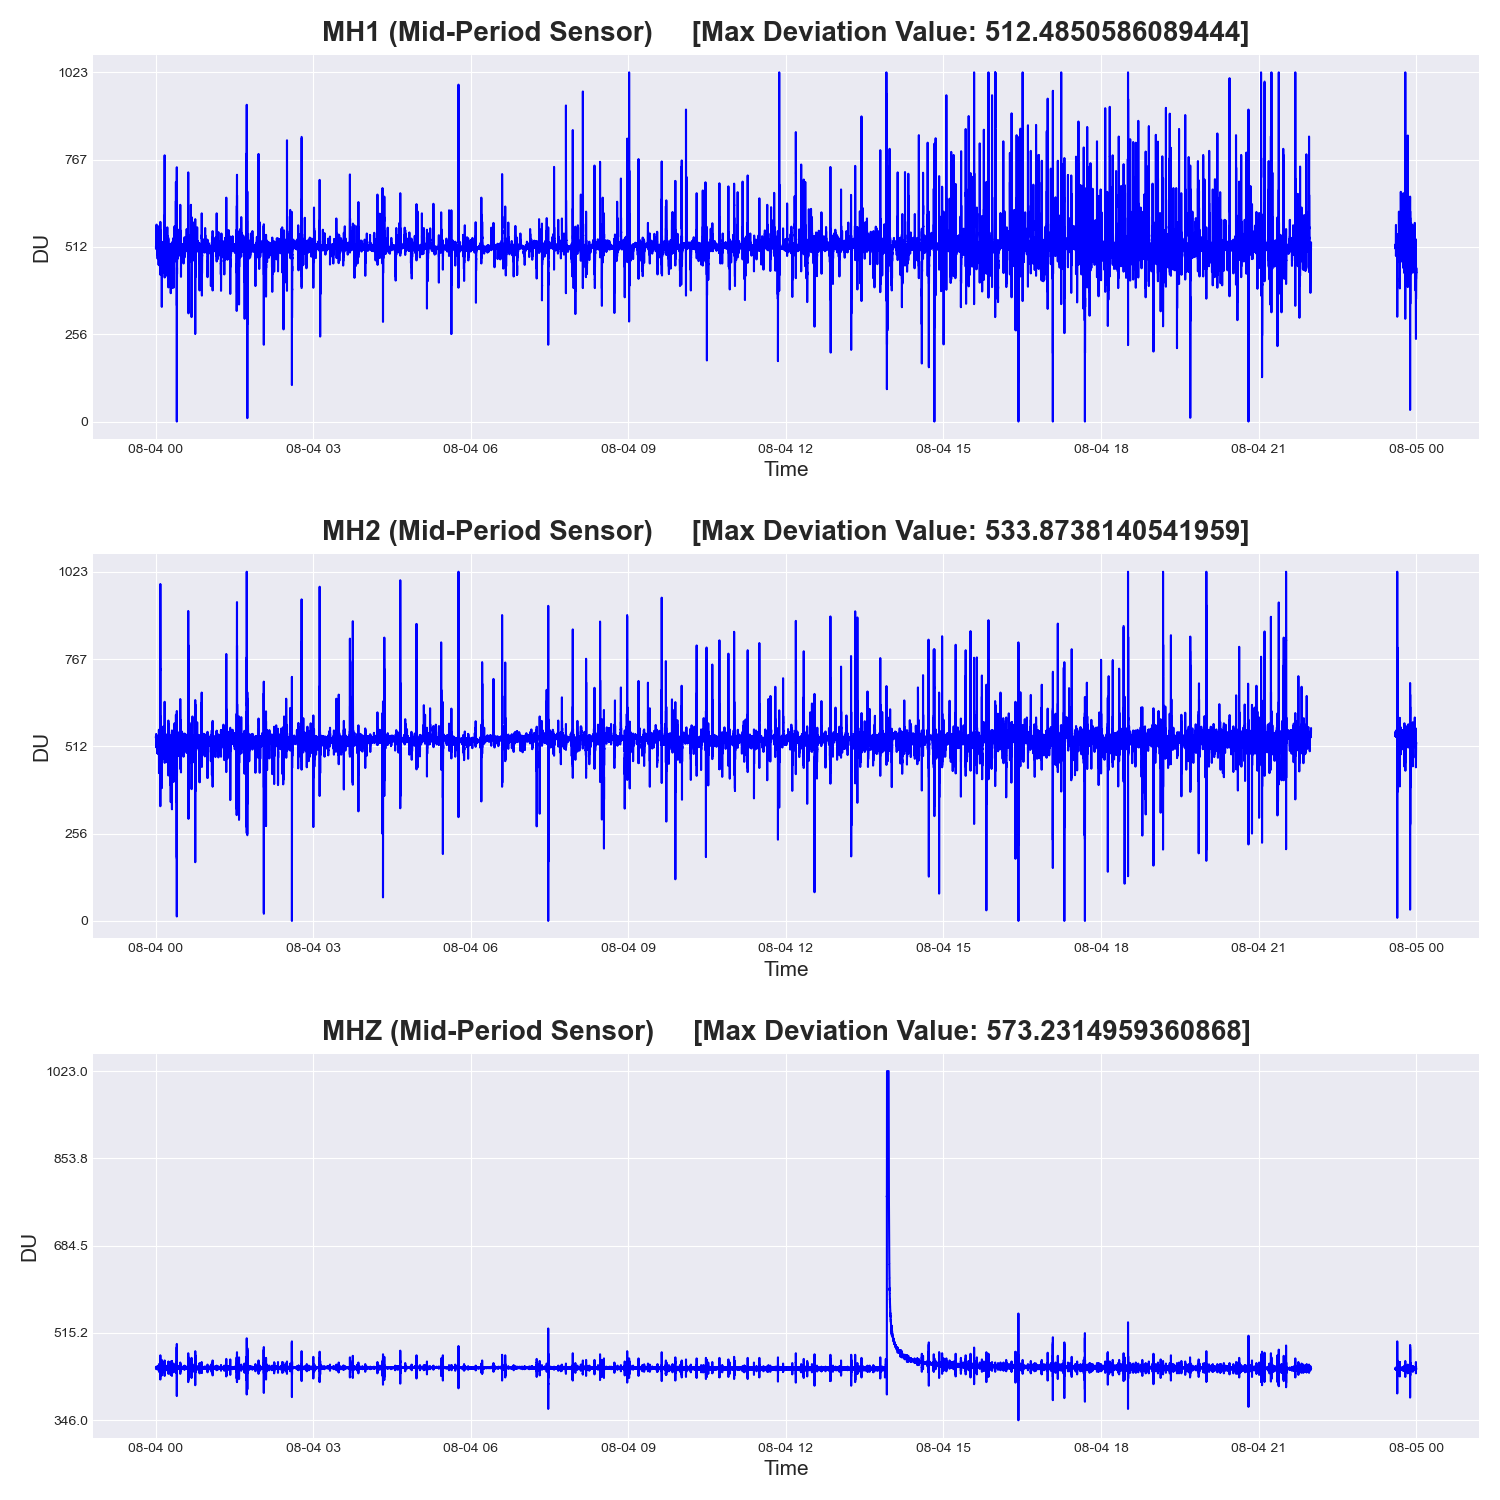 MH1 (Mid-Period Sensor) [Max Deviation Value: 512.4850586089444]
1023
767
512
256
0
DU
08-04 00 08-04 03 08-04 06 08-04 09 08-04 12 08-04 15 08-04 18 08-04 21 08-05 00
Time
MH2 (Mid-Period Sensor) [Max Deviation Value: 533.8738140541959]
1023
767
512
256
0
DU
08-04 00 08-04 03 08-04 06 08-04 09 08-04 12 08-04 15 08-04 18 08-04 21 08-05 00
Time
MHZ (Mid-Period Sensor) [Max Deviation Value: 573.2314959360868]
1023.0
853.8
684.5
515.2
346.0
DU
08-04 00 08-04 03 08-04 06 08-04 09 08-04 12 08-04 15 08-04 18 08-04 21 08-05 00
Time